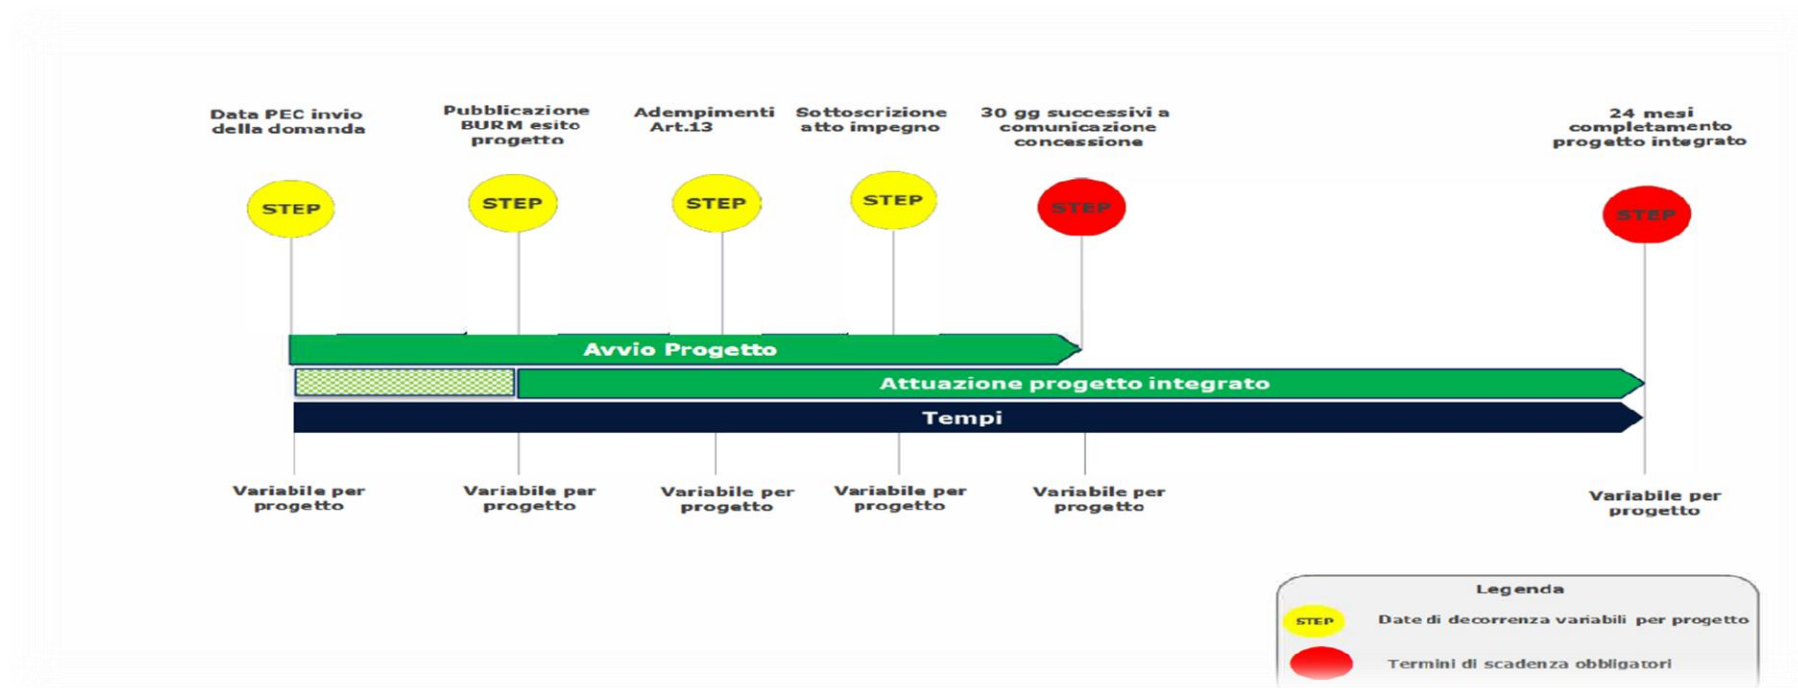 Data PEC invio
della domanda
Pubblicazione
BURM esito
progetto
Adempimenti
Art.13
Sottoscrizione
atto impegno
30 gg successivi a
comunicazione
concessione
24 mesi
completamento
progetto integrato
STEP
STEP
STEP
STEP
STEP
STEP
Avvio Progetto
Attuazione progetto integrato
Tempi
Variabile per
progetto
Variabile per
progetto
Variabile per
progetto
Variabile per
progetto
Variabile per
progetto
Variabile per
progetto
Legenda
STEP
Date di decorrenza variabili per progetto
Termini di scadenza obbligatori